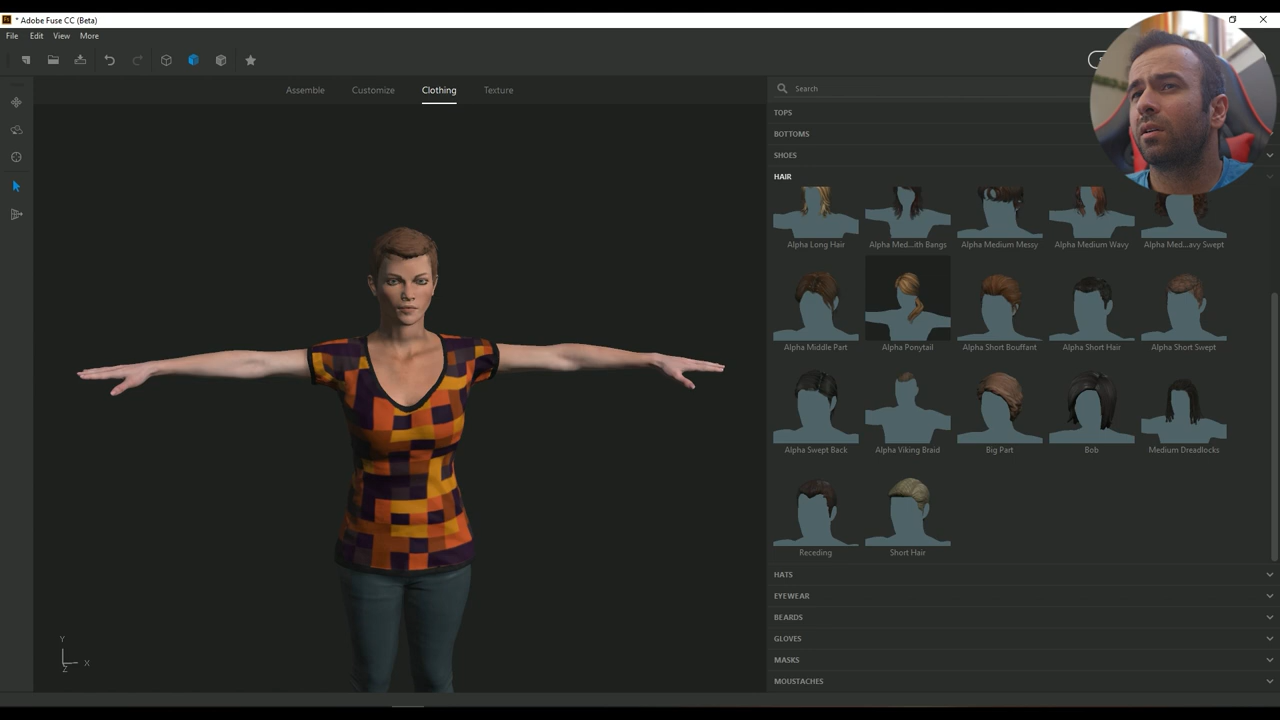 * Adobe Fuse CC (Beta)
File Edit View More
Assemble Customize Clothing Texture
Search
TOPS
BOTTOMS
SHOES
HAIR
Alpha Long Hair Alpha Med...ith Bangs Alpha Medium Messy Alpha Medium Wavy Alpha Med...avy Swept
Alpha Middle Part Alpha Ponytail Alpha Short Bouffant Alpha Short Hair Alpha Short Swept
Alpha Swept Back Alpha Viking Braid Big Part Bob Medium Dreadlocks
Receding Short Hair
HATS
EYEWEAR
BEARDS
GLOVES
MASKS
MOUSTACHES
Y
Z X